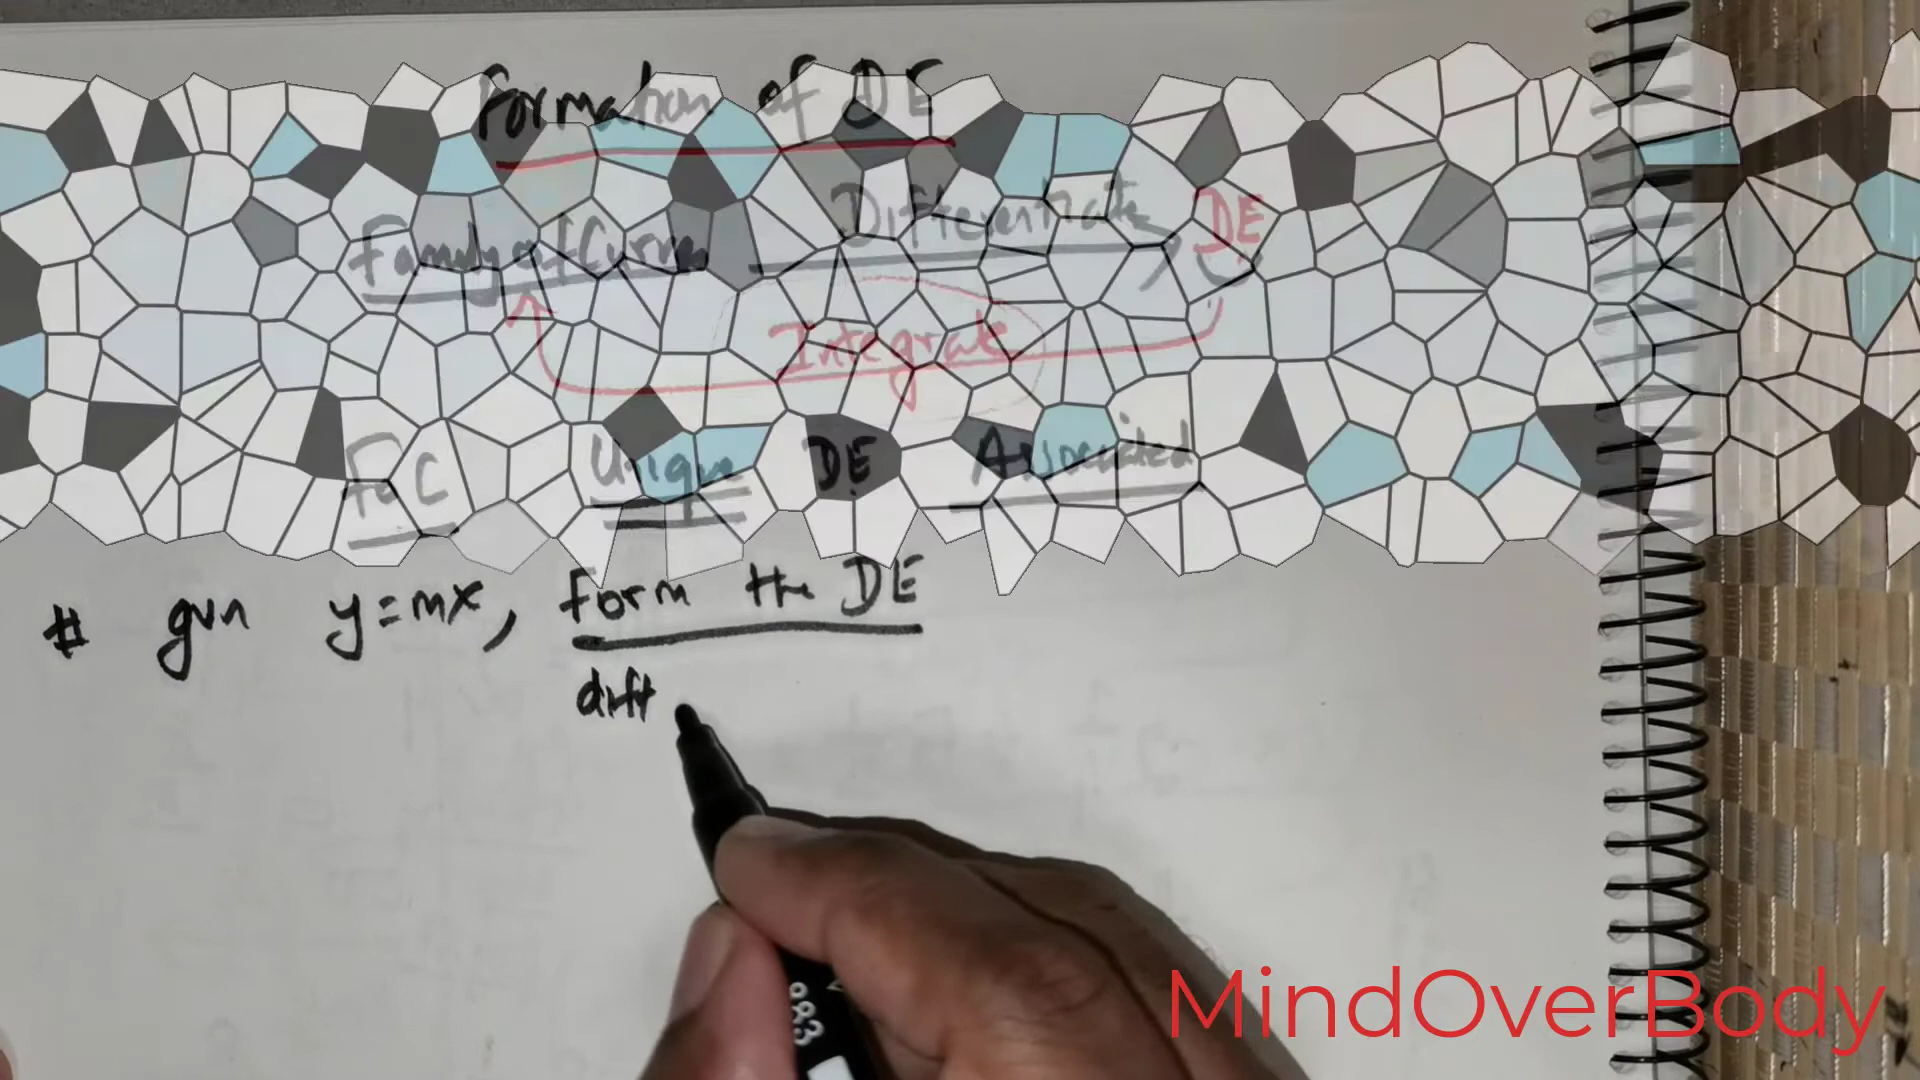 Formation of DE
Family of Curves Differentiate DE
Integrate
FoC Unique DE Associated
# gvn y=mx, Form the DE
diff
883
MindOverBody